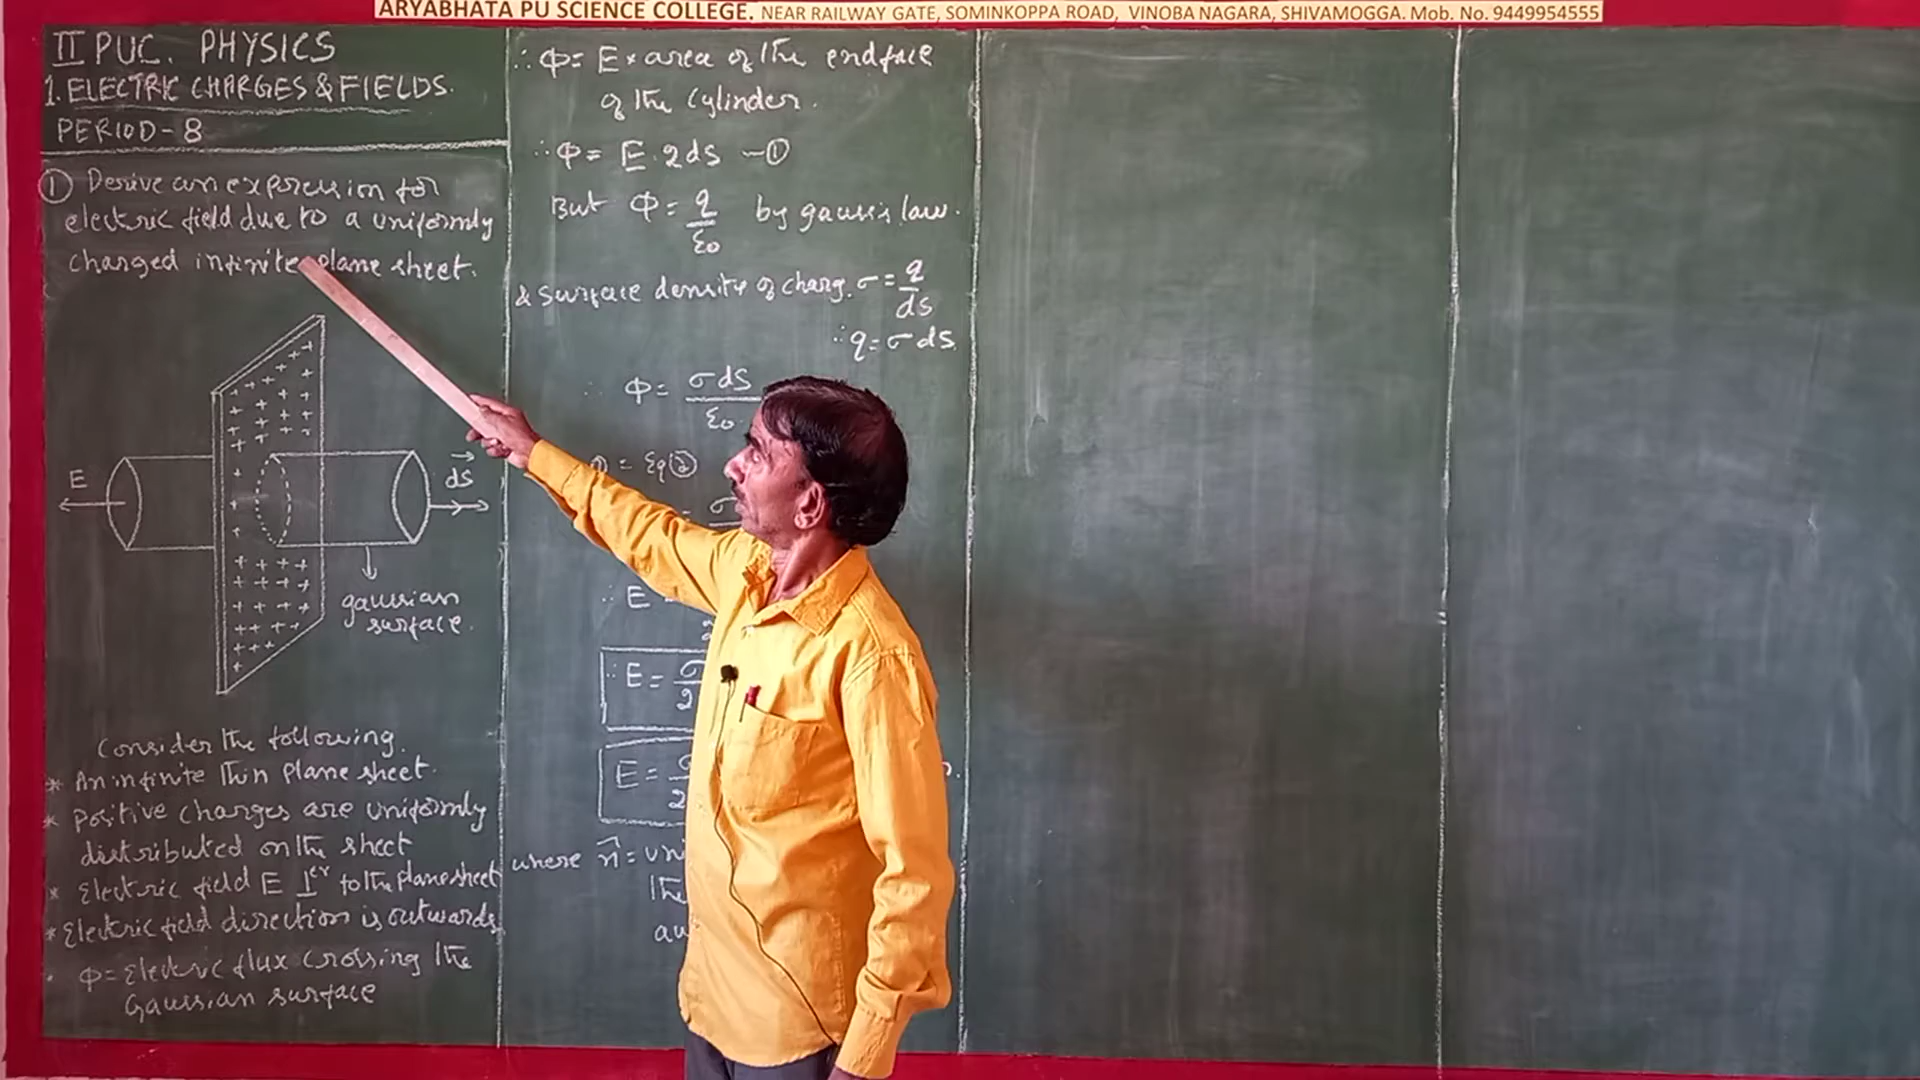 ARYABHATA PU SCIENCE COLLEGE. NEAR RAILWAY GATE, SOMINKOPPA ROAD, VINOBA NAGARA, SHIVAMOGGA. Mob. No. 9449954555
II PUC. PHYSICS
1. ELECTRIC CHARGES & FIELDS.
PERIOD-8
① Derive an expression for
electric field due to a uniformly
charged infinite plane sheet.
E
ds
gaussian
surface.
Consider the following.
* An infinite thin plane sheet.
* Positive charges are uniformly
distributed on the sheet
* Electric field E ⊥er to the plane sheet
* Electric field direction is outwards
. Φ = Electric flux crossing the
Gaussian surface
∴ Φ = E × area of the endface
of the cylinder.
∴ Φ = E. 2ds —①
But Φ = q/ε0 by gauss's law.
& surface density of charg. σ = q/ds
∴ q = σ ds.
∴ Φ = σds/ε0
= Eq②
∴ E
∴ E = σ/2
E =
where n⃗ =